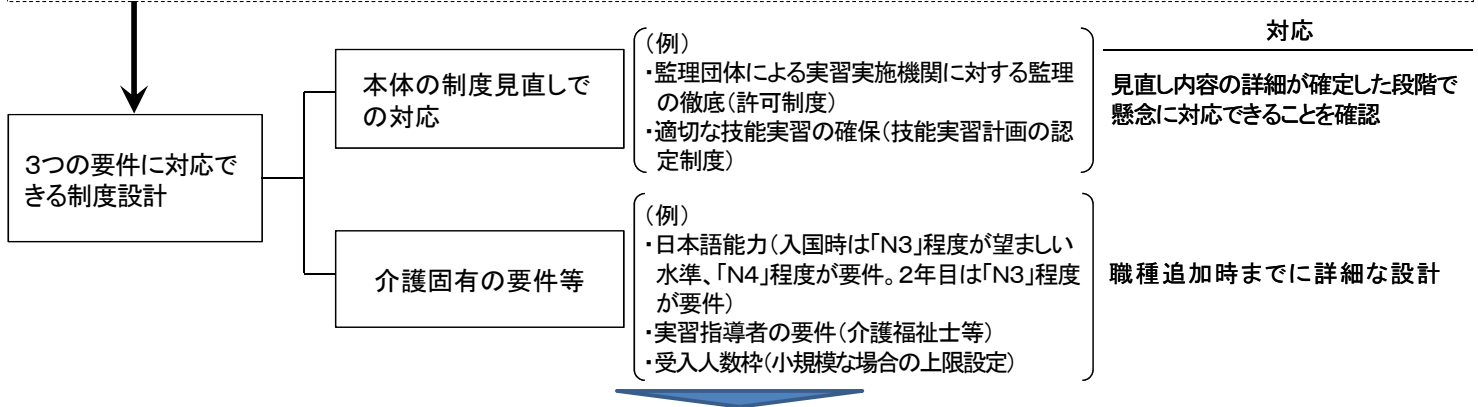 対応
3つの要件に対応で
きる制度設計
本体の制度見直しで
の対応
(例)
・監理団体による実習実施機関に対する監理
の徹底(許可制度)
・適切な技能実習の確保(技能実習計画の認
定制度)
見直し内容の詳細が確定した段階で
懸念に対応できることを確認
介護固有の要件等
(例)
・日本語能力(入国時は「N3」程度が望ましい
水準、「N4」程度が要件。2年目は「N3」程度
が要件)
・実習指導者の要件(介護福祉士等)
・受入人数枠(小規模な場合の上限設定)
職種追加時までに詳細な設計